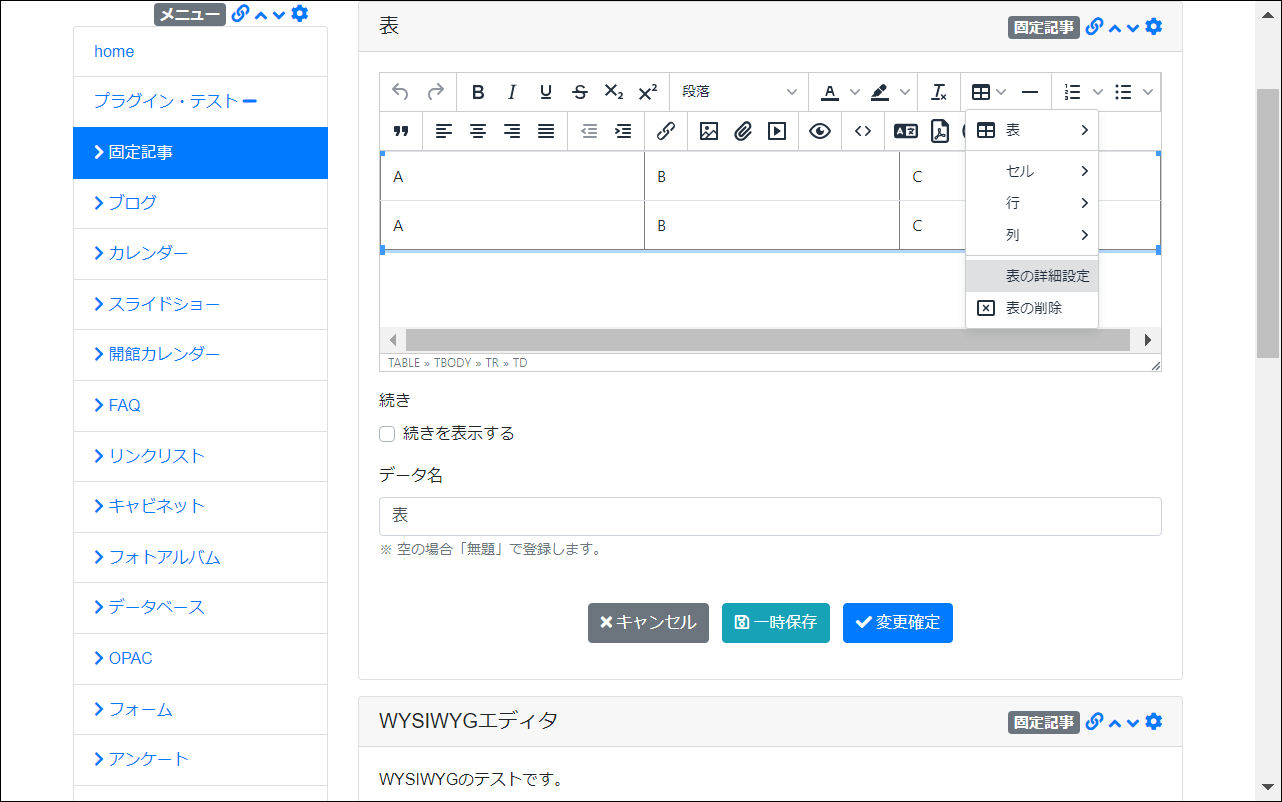 メニュー
home
プラグイン・テスト
固定記事
ブログ
カレンダー
スライドショー
開館カレンダー
FAQ
リンクリスト
キャビネット
フォトアルバム
データベース
OPAC
フォーム
アンケート
表
固定記事
B I U S X₂ X² 段落 A
表
セル
行
列
表の詳細設定
表の削除
A B C
A B C
TABLE » TBODY » TR » TD
続き
続きを表示する
データ名
表
※ 空の場合「無題」で登録します。
キャンセル 一時保存 変更確定
WYSIWYGエディタ
固定記事
WYSIWYGのテストです。